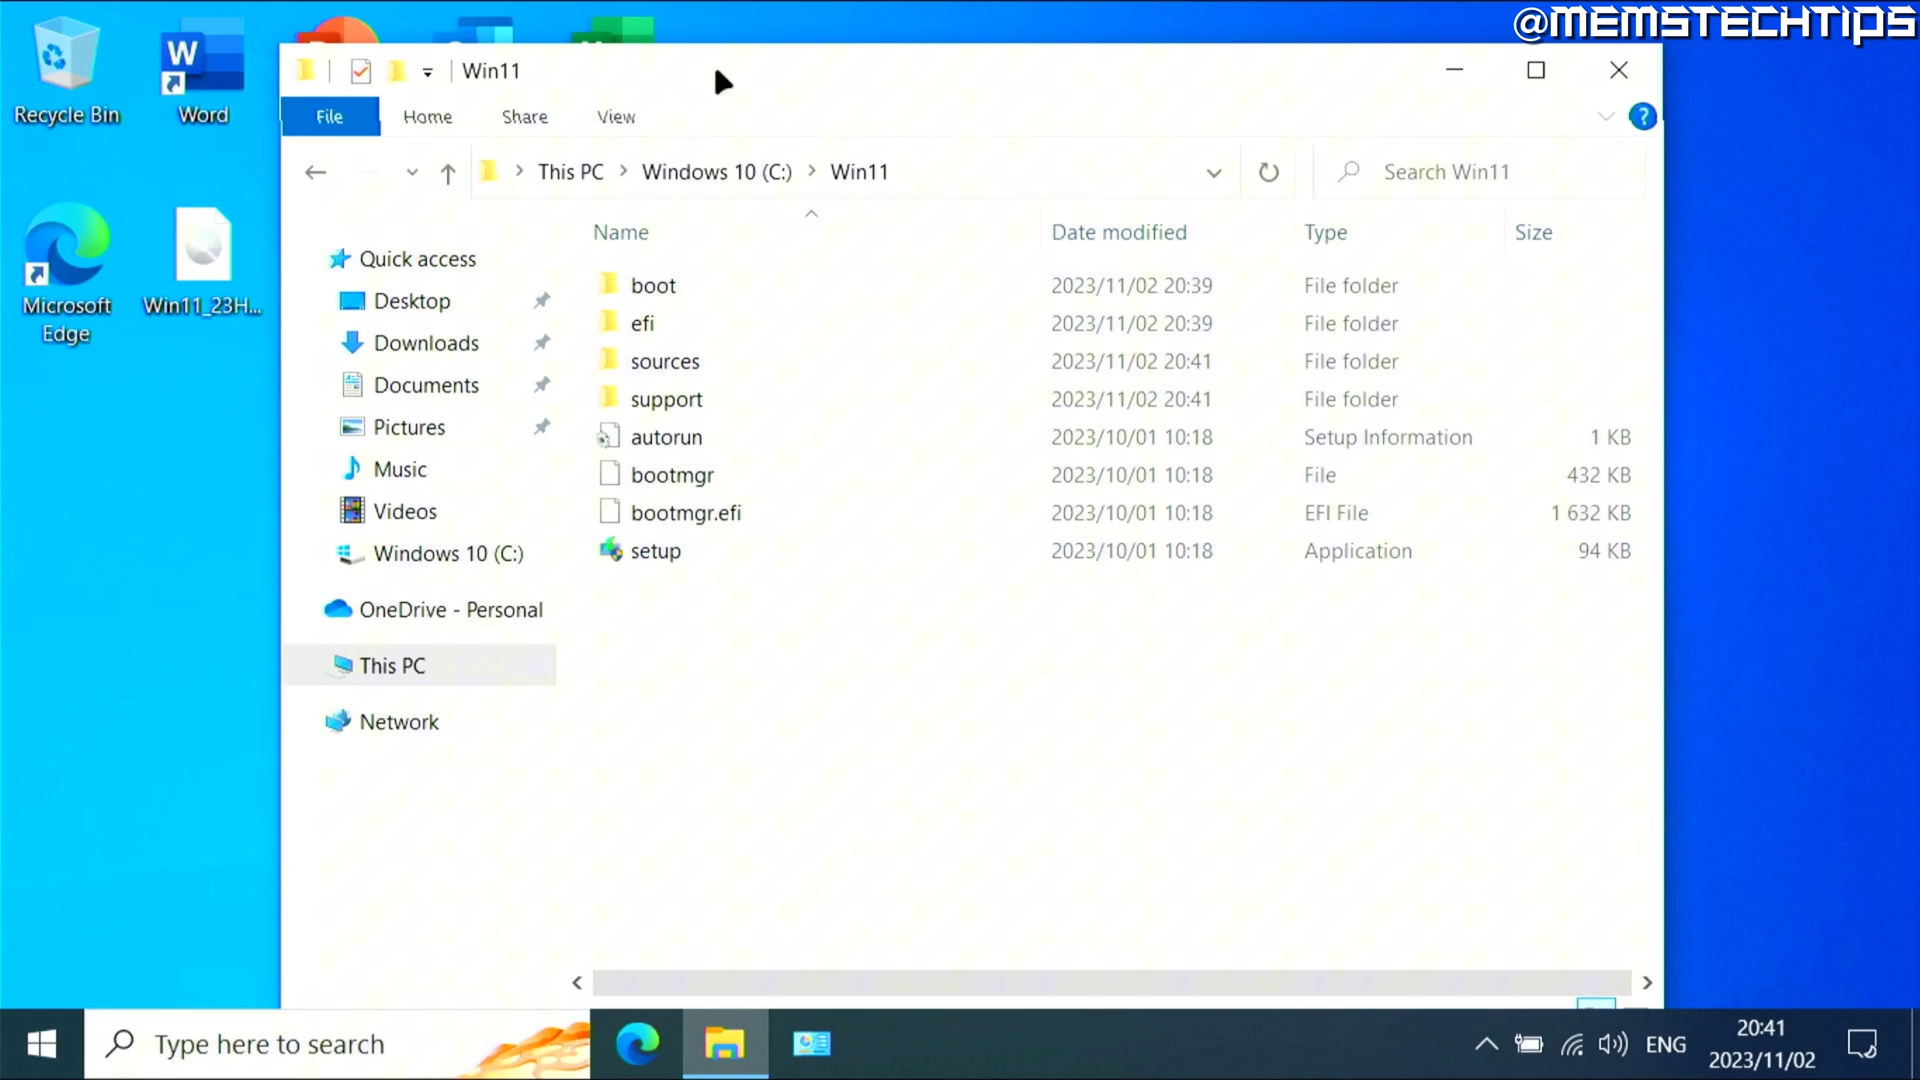 @MEMSTECHTIPS
Recycle Bin
Word
Microsoft
Edge
Win11_23H...
Win11
File
Home
Share
View
?
This PC > Windows 10 (C:) > Win11
Search Win11
Name
Date modified
Type
Size
Quick access
Desktop
Downloads
Documents
Pictures
Music
Videos
Windows 10 (C:)
OneDrive - Personal
This PC
Network
boot 2023/11/02 20:39 File folder
efi 2023/11/02 20:39 File folder
sources 2023/11/02 20:41 File folder
support 2023/11/02 20:41 File folder
autorun 2023/10/01 10:18 Setup Information 1 KB
bootmgr 2023/10/01 10:18 File 432 KB
bootmgr.efi 2023/10/01 10:18 EFI File 1 632 KB
setup 2023/10/01 10:18 Application 94 KB
Type here to search
ENG
20:41
2023/11/02